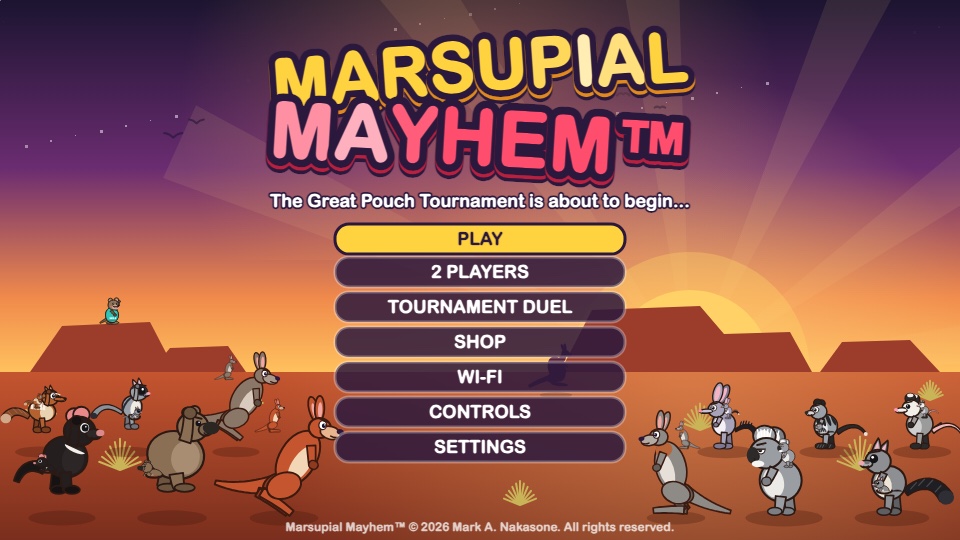 MARSUPIAL
MAYHEM™
The Great Pouch Tournament is about to begin...
PLAY
2 PLAYERS
TOURNAMENT DUEL
SHOP
WI-FI
CONTROLS
SETTINGS
Marsupial Mayhem™ © 2026 Mark A. Nakasone. All rights reserved.